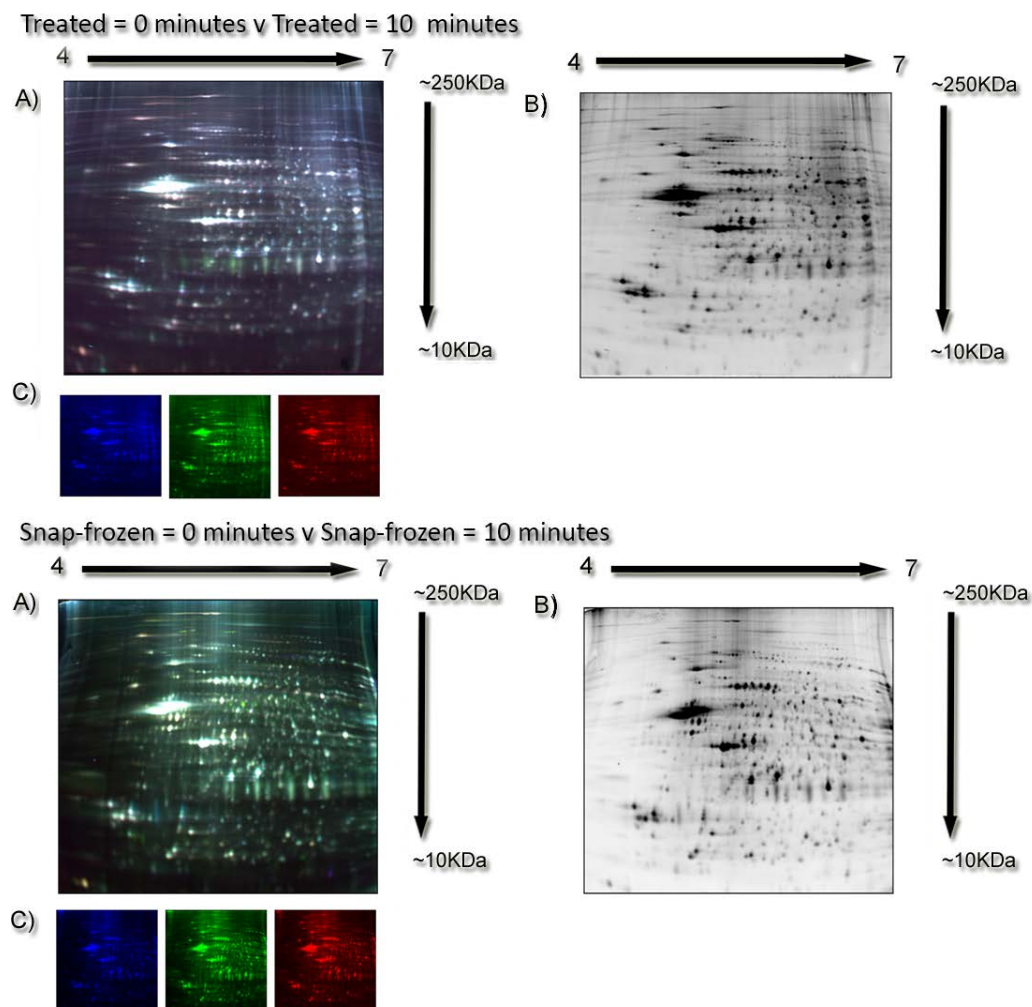 Treated = 0 minutes v Treated = 10 minutes
4 7 4 7
A) ~250KDa B) ~250KDa
~10KDa ~10KDa
C)
Snap-frozen = 0 minutes v Snap-frozen = 10 minutes
4 7 4 7
A) ~250KDa B) ~250KDa
~10KDa ~10KDa
C)